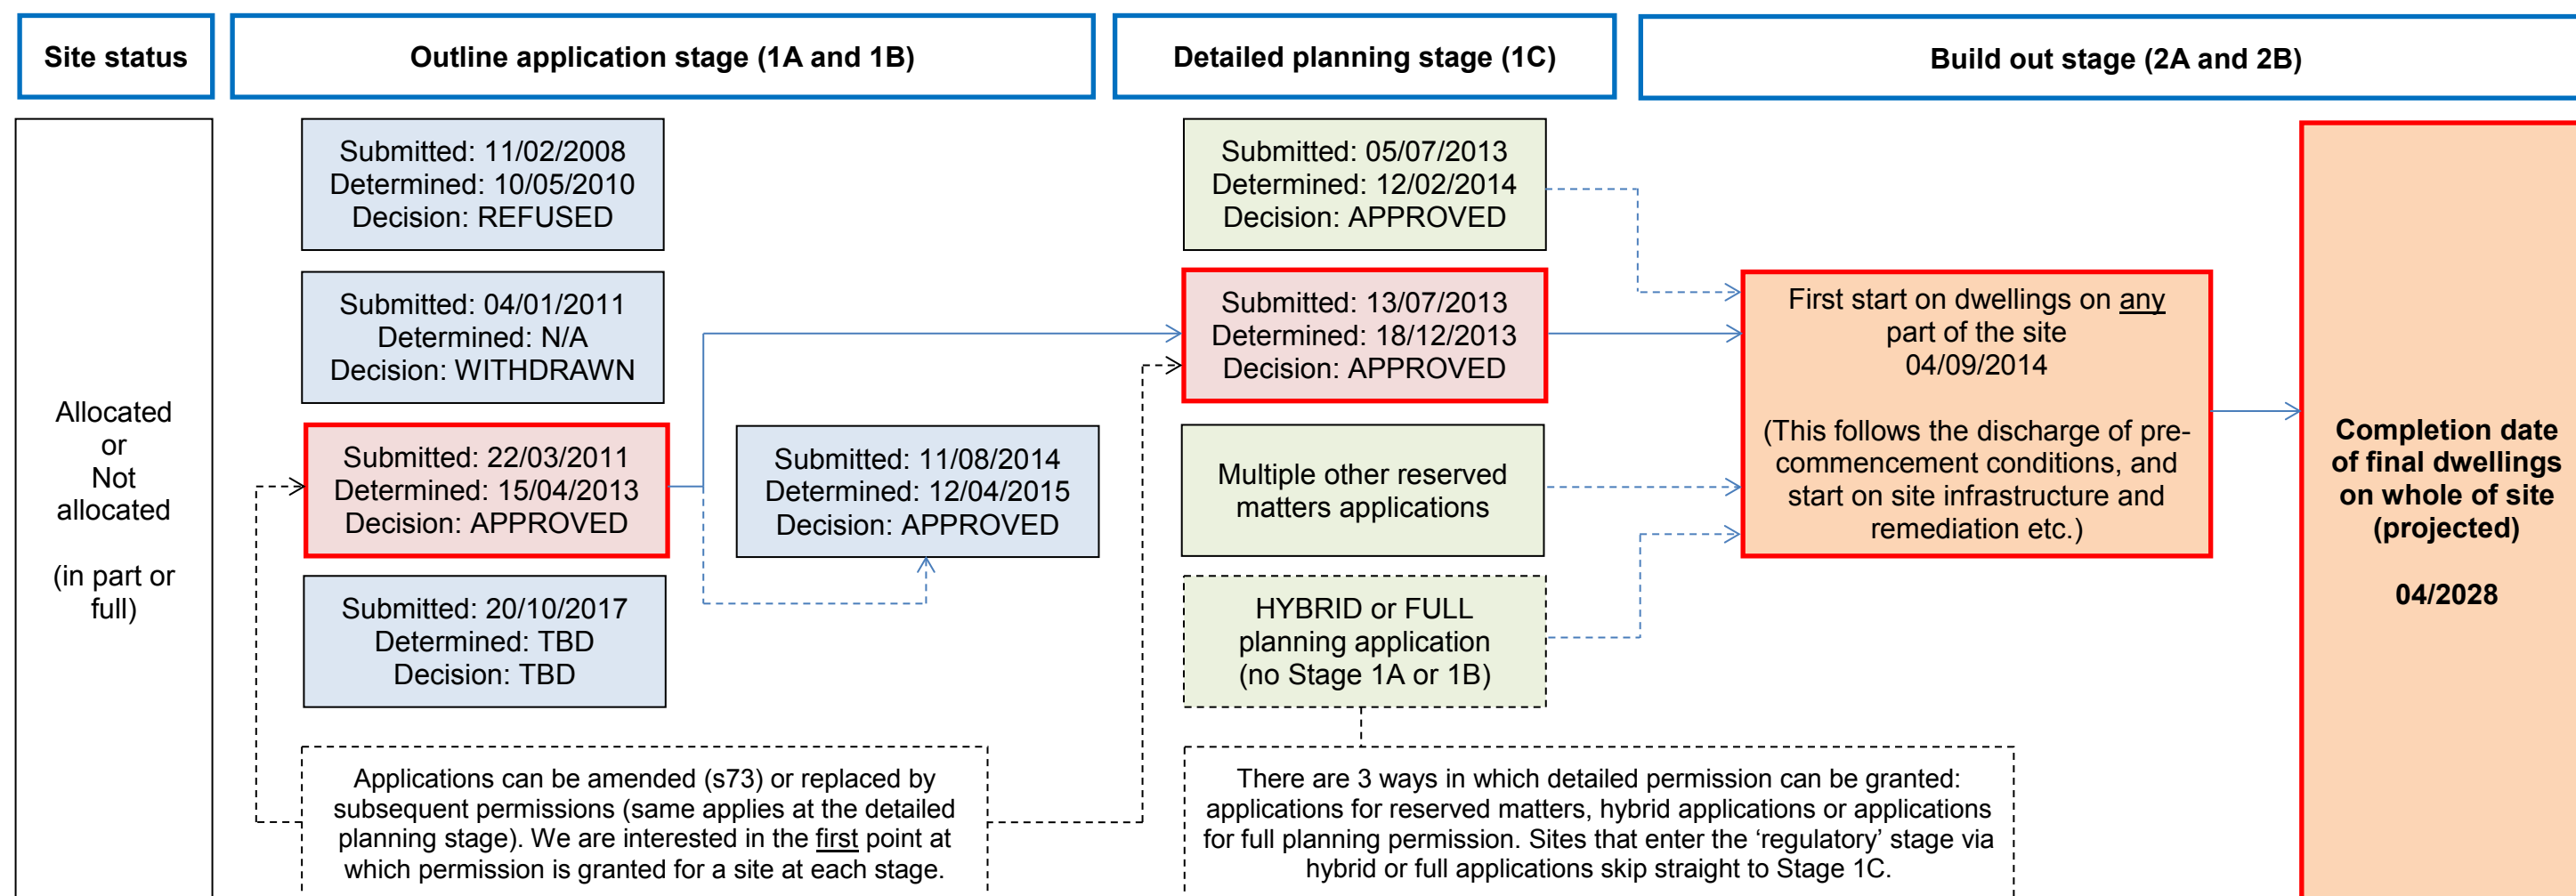 Site status
Outline application stage (1A and 1B)
Detailed planning stage (1C)
Build out stage (2A and 2B)
Allocated
or
Not
allocated
(in part or
full)
Submitted: 11/02/2008
Determined: 10/05/2010
Decision: REFUSED
Submitted: 04/01/2011
Determined: N/A
Decision: WITHDRAWN
Submitted: 22/03/2011
Determined: 15/04/2013
Decision: APPROVED
Submitted: 20/10/2017
Determined: TBD
Decision: TBD
Submitted: 11/08/2014
Determined: 12/04/2015
Decision: APPROVED
Applications can be amended (s73) or replaced by
subsequent permissions (same applies at the detailed
planning stage). We are interested in the first point at
which permission is granted for a site at each stage.
Submitted: 05/07/2013
Determined: 12/02/2014
Decision: APPROVED
Submitted: 13/07/2013
Determined: 18/12/2013
Decision: APPROVED
Multiple other reserved
matters applications
HYBRID or FULL
planning application
(no Stage 1A or 1B)
There are 3 ways in which detailed permission can be granted:
applications for reserved matters, hybrid applications or applications
for full planning permission. Sites that enter the ‘regulatory’ stage via
hybrid or full applications skip straight to Stage 1C.
First start on dwellings on any
part of the site
04/09/2014
(This follows the discharge of pre-
commencement conditions, and
start on site infrastructure and
remediation etc.)
Completion date
of final dwellings
on whole of site
(projected)
04/2028